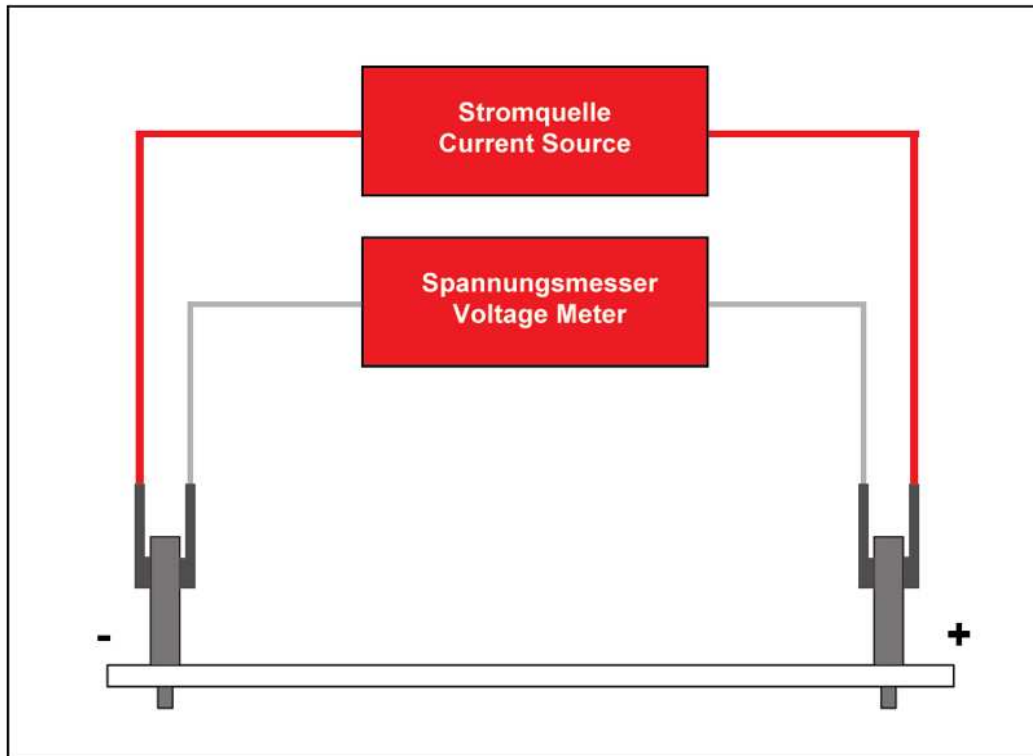 Stromquelle
Current Source
Spannungsmesser
Voltage Meter
- +